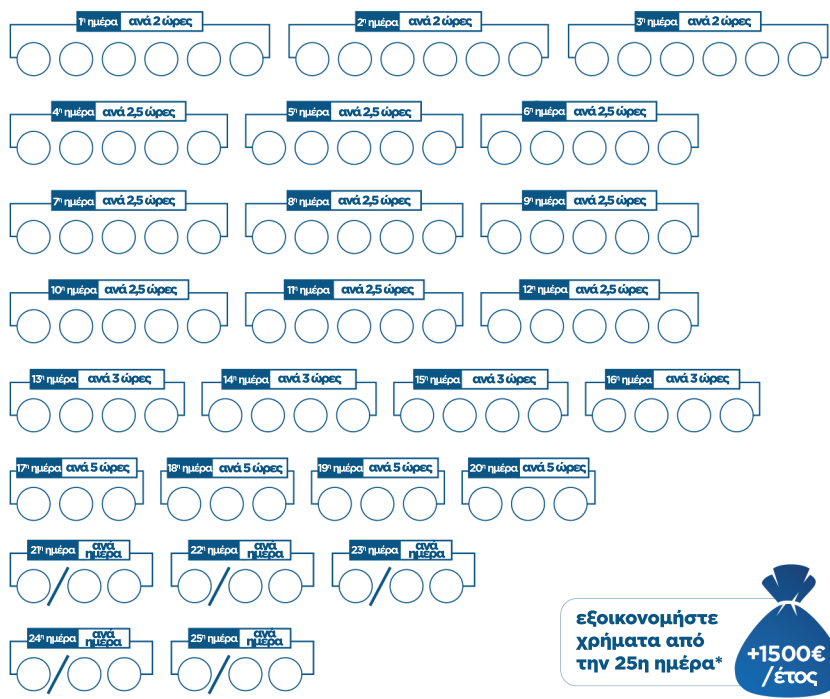 1η ημέρα ανά 2 ώρες 2η ημέρα ανά 2 ώρες 3η ημέρα ανά 2 ώρες
4η ημέρα ανά 2,5 ώρες 5η ημέρα ανά 2,5 ώρες 6η ημέρα ανά 2,5 ώρες
7η ημέρα ανά 2,5 ώρες 8η ημέρα ανά 2,5 ώρες 9η ημέρα ανά 2,5 ώρες
10η ημέρα ανά 2,5 ώρες 11η ημέρα ανά 2,5 ώρες 12η ημέρα ανά 2,5 ώρες
13η ημέρα ανά 3 ώρες 14η ημέρα ανά 3 ώρες 15η ημέρα ανά 3 ώρες 16η ημέρα ανά 3 ώρες
17η ημέρα ανά 5 ώρες 18η ημέρα ανά 5 ώρες 19η ημέρα ανά 5 ώρες 20η ημέρα ανά 5 ώρες
21η ημέρα ανά ημέρα 22η ημέρα ανά ημέρα 23η ημέρα ανά ημέρα
24η ημέρα ανά ημέρα 25η ημέρα ανά ημέρα
εξοικονομήστε
χρήματα από
την 25η ημέρα*
+1500€
/έτος